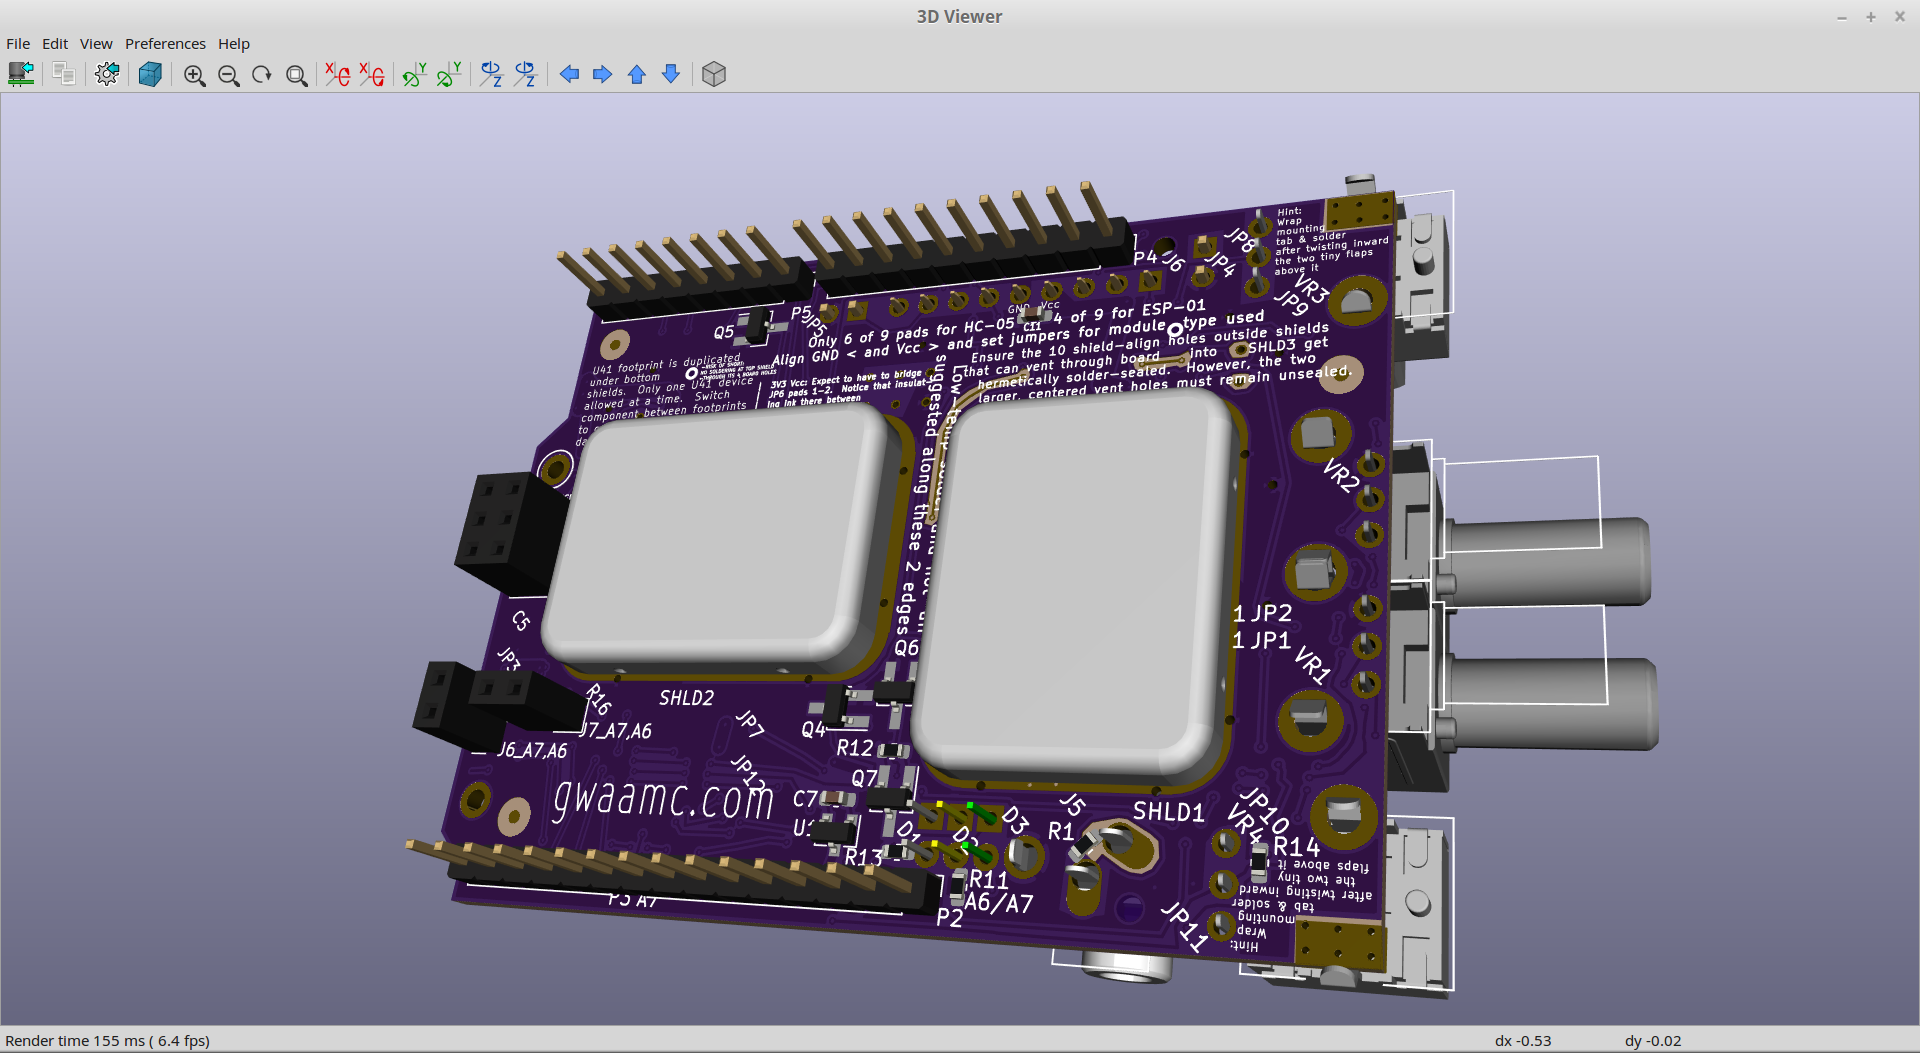 3D Viewer
File Edit View Preferences Help
Hint:
Wrap
mounting
tab & solder
after twisting inward
the two tiny flaps
above it
P4
J6
JP8
JP4
VR3
JP9
Q5
P5
JP5
GND Vcc
C11
Only 6 of 9 pads for HC-05 4 of 9 for ESP-01
Align GND < and Vcc > and set jumpers for module type used
Ensure the 10 shield-align holes outside shields
that can vent through board into SHLD3 get
hermetically solder-sealed. However, the two
larger, centered vent holes must remain unsealed.
U41 footprint is duplicated
under bottom
shields. Only one U41 device
allowed at a time. Switch
component between footprints
to
3V3 Vcc: Expect to have to bridge
JP6 pads 1-2. Notice that insulat-
ing ink there between
suggested along these 2 edges
Low-temp solder
VR2
1 JP2
1 JP1
VR1
C5
JP3
R16
J7_A7,A6
J6_A7,A6
SHLD2
JP7
JP12
Q6
Q4
R12
Q7
C7
U1
R13
gwaamc.com
D1
D2
D3
R11
A6/A7
P2
P3 A7
J5
R1
SHLD1
JP10
VR4
R14
JP11
Hint:
Wrap
mounting
tab & solder
after twisting inward
the two tiny
flaps above it
Render time 155 ms ( 6.4 fps)
dx -0.53
dy -0.02